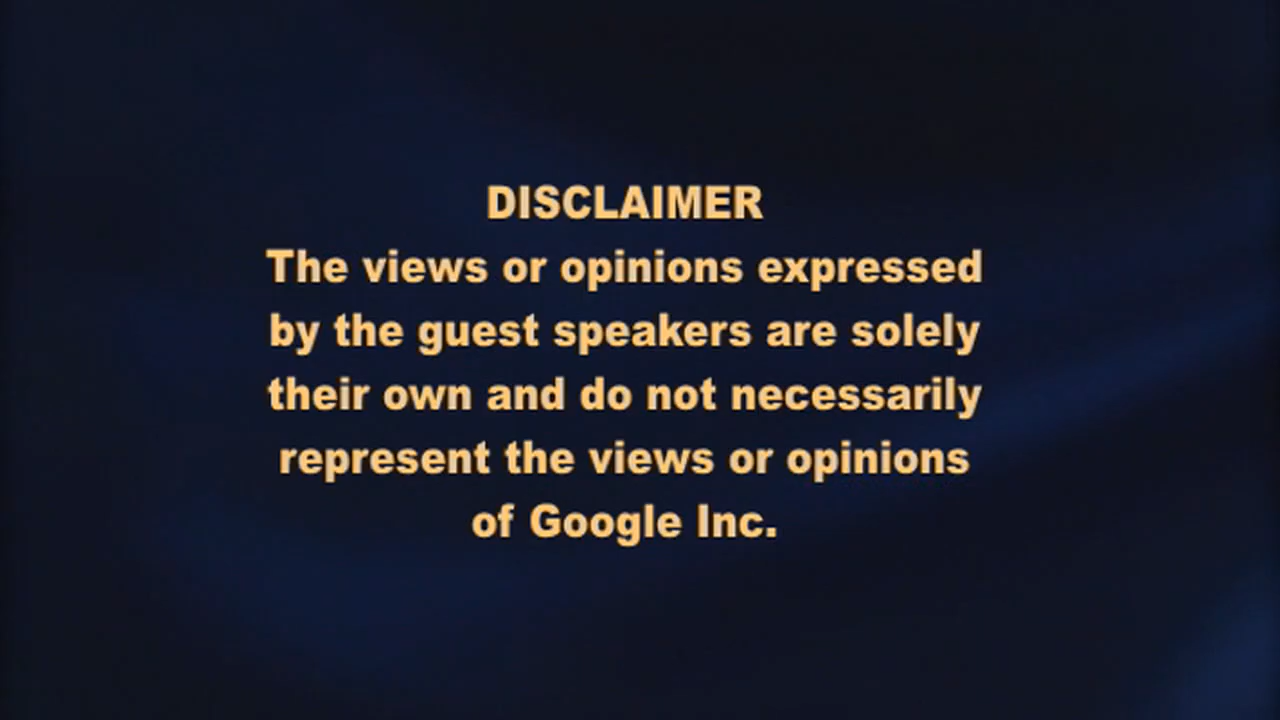 DISCLAIMER
The views or opinions expressed
by the guest speakers are solely
their own and do not necessarily
represent the views or opinions
of Google Inc.